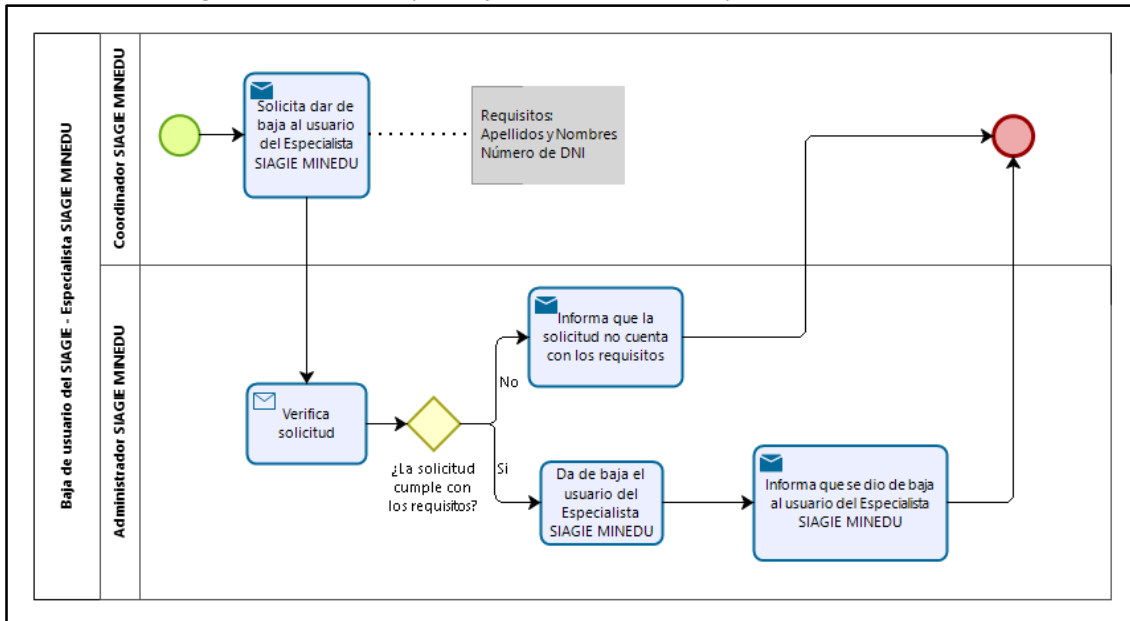 Baja de usuario del SIAGIE - Especialista SIAGIE MINEDU
Coordinador SIAGIE MINEDU
Solicita dar de
baja al usuario
del Especialista
SIAGIE MINEDU
Requisitos:
Apellidos y Nombres
Número de DNI
Administrador SIAGIE MINEDU
Verifica
solicitud
¿La solicitud
cumple con
los requisitos?
No
Informa que la
solicitud no cuenta
con los requisitos
Si
Da de baja el
usuario del
Especialista
SIAGIE MINEDU
Informa que se dio de baja
al usuario del Especialista
SIAGIE MINEDU